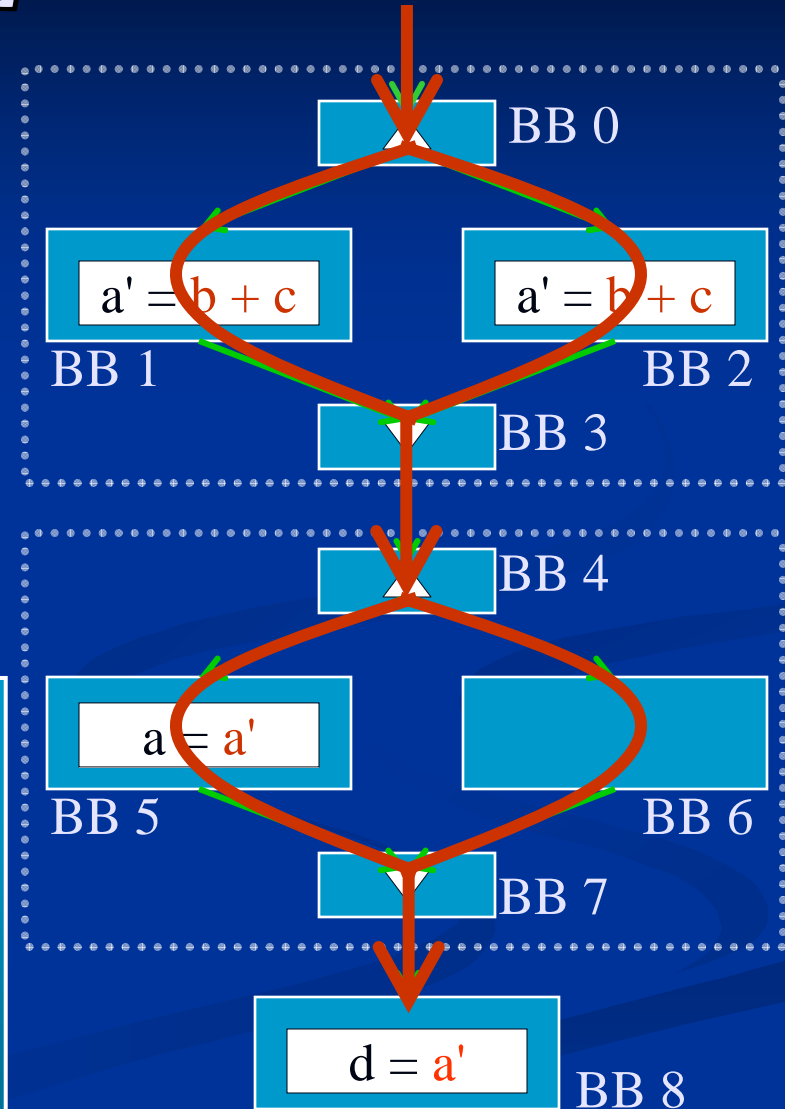 BB 0
a' = b + c
a' = b + c
BB 1
BB 2
BB 3
BB 4
a = a'
BB 5
BB 6
BB 7
d = a'
BB 8